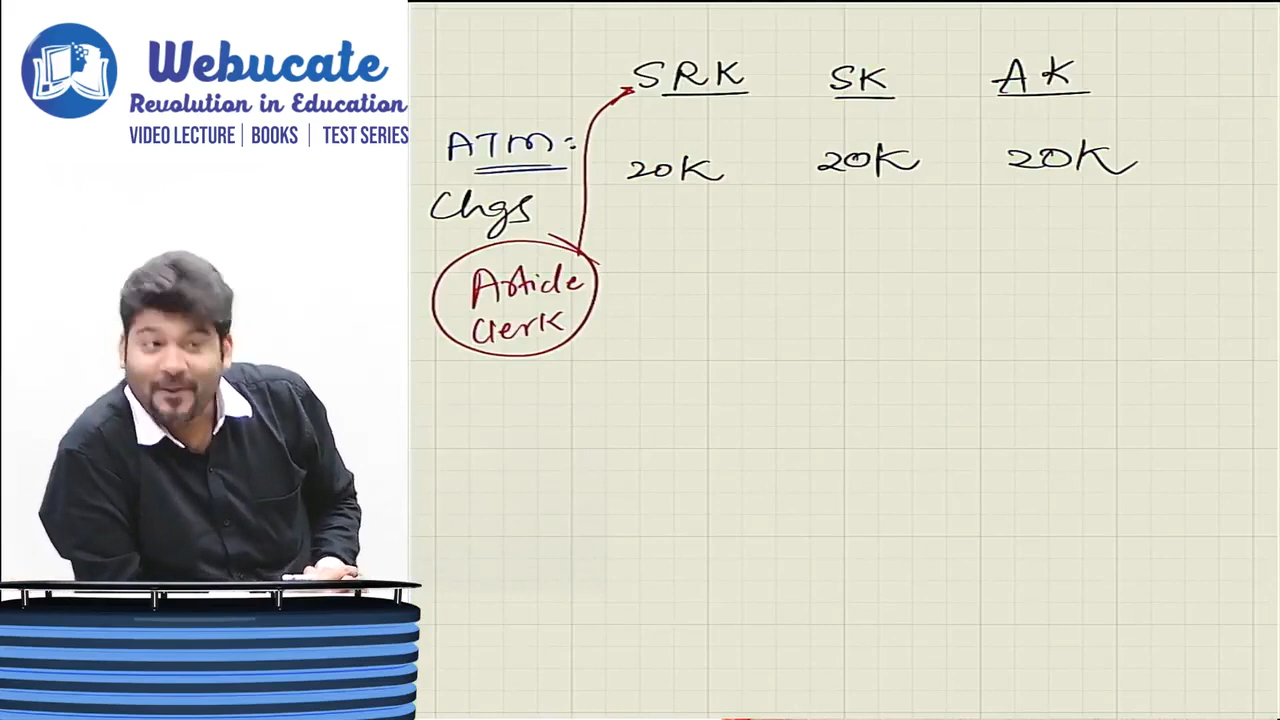 Webucate
Revolution in Education
VIDEO LECTURE | BOOKS | TEST SERIES
SRK SK AK
ATM:
20K 20K 20K
Chgs
Article
Clerk